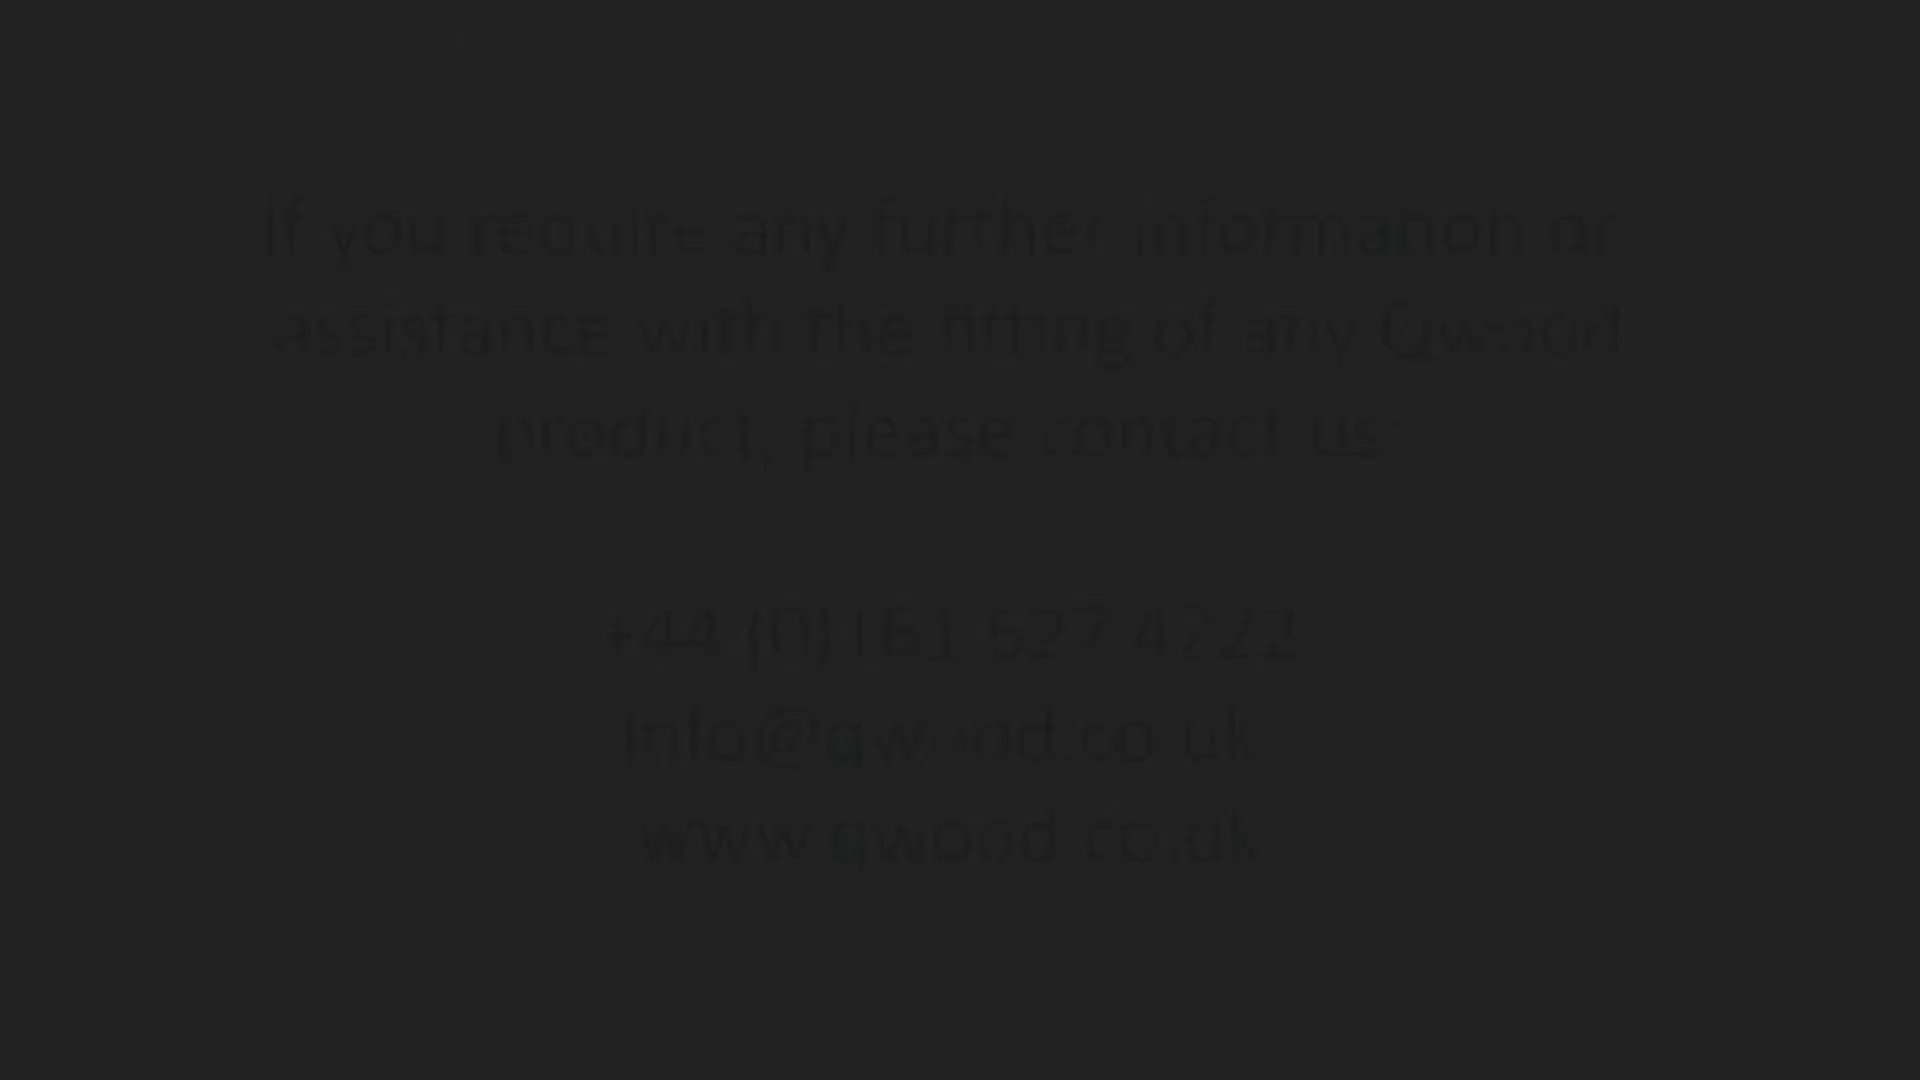 If you require any further information or
assistance with the fitting of any Qwood
product, please contact us:
+44 (0)161 627 4222
info@qwood.co.uk
www.qwood.co.uk